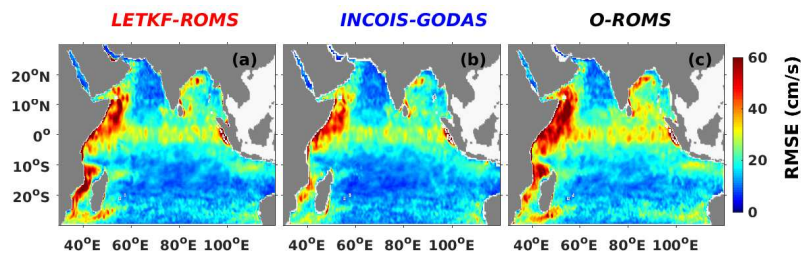 LETKF-ROMS INCOIS-GODAS O-ROMS
(a) (b) (c)
20°N
10°N
0°
10°S
20°S
40°E 60°E 80°E 100°E 40°E 60°E 80°E 100°E 40°E 60°E 80°E 100°E
60
40
20
0
RMSE (cm/s)